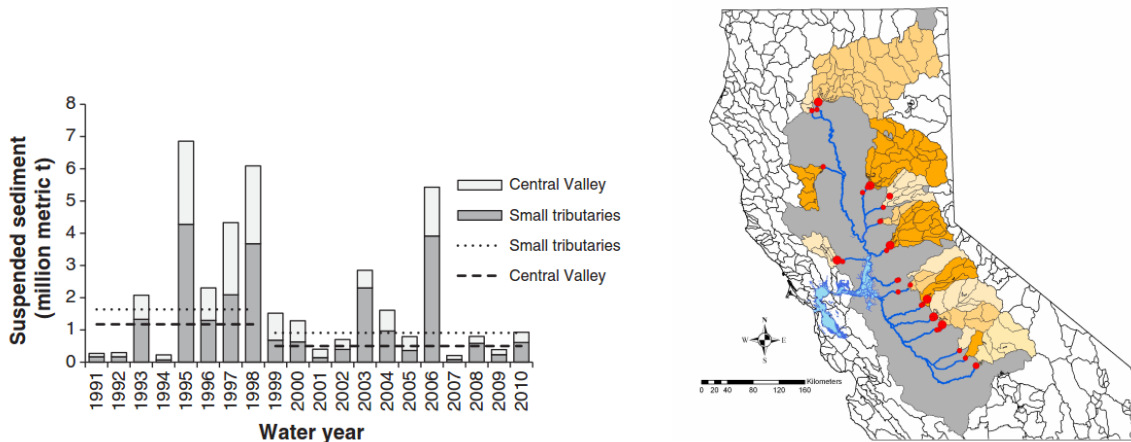 Suspended sediment
(million metric t)
8
7
6
5
4
3
2
1
0
1991
1992
1993
1994
1995
1996
1997
1998
1999
2000
2001
2002
2003
2004
2005
2006
2007
2008
2009
2010
Water year
Central Valley
Small tributaries
Small tributaries
Central Valley
N
W E
S
Kilometers
0 20 40 80 120 160